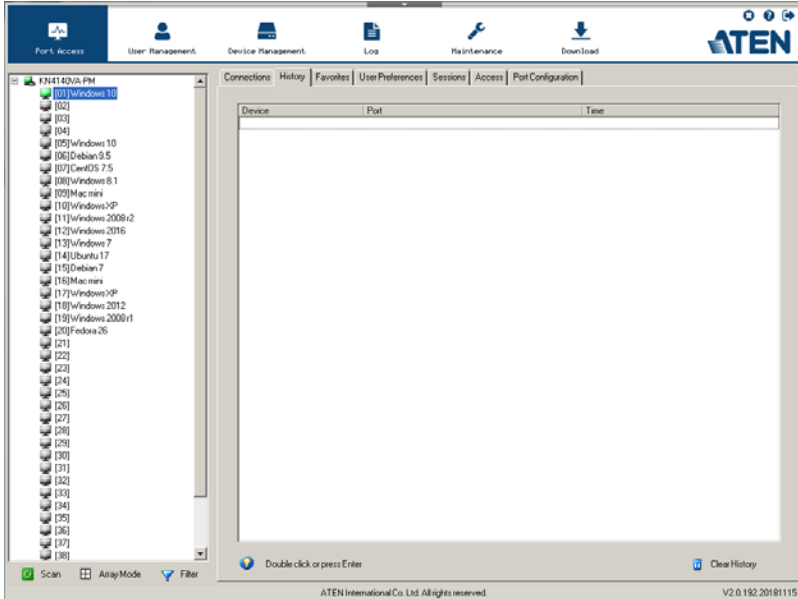 Port Access
User Management
Device Management
Log
Maintenance
Download
ATEN
KN4140VA-PM
[01]Windows 10
[02]
[03]
[04]
[05]Windows 10
[06]Debian 9.5
[07]CentOS 7.5
[08]Windows 8.1
[09]Mac mini
[10]WindowsXP
[11]Windows 2008 r2
[12]Windows 2016
[13]Windows 7
[14]Ubuntu 17
[15]Debian 7
[16]Mac mini
[17]WindowsXP
[18]Windows 2012
[19]Windows 2008 r1
[20]Fedora 26
[21]
[22]
[23]
[24]
[25]
[26]
[27]
[28]
[29]
[30]
[31]
[32]
[33]
[34]
[35]
[36]
[37]
[38]
Scan
Array Mode
Filter
Connections
History
Favorites
User Preferences
Sessions
Access
Port Configuration
Device
Port
Time
Double click or press Enter
Clear History
ATEN International Co. Ltd. All rights reserved.
V2.0.192.20181115